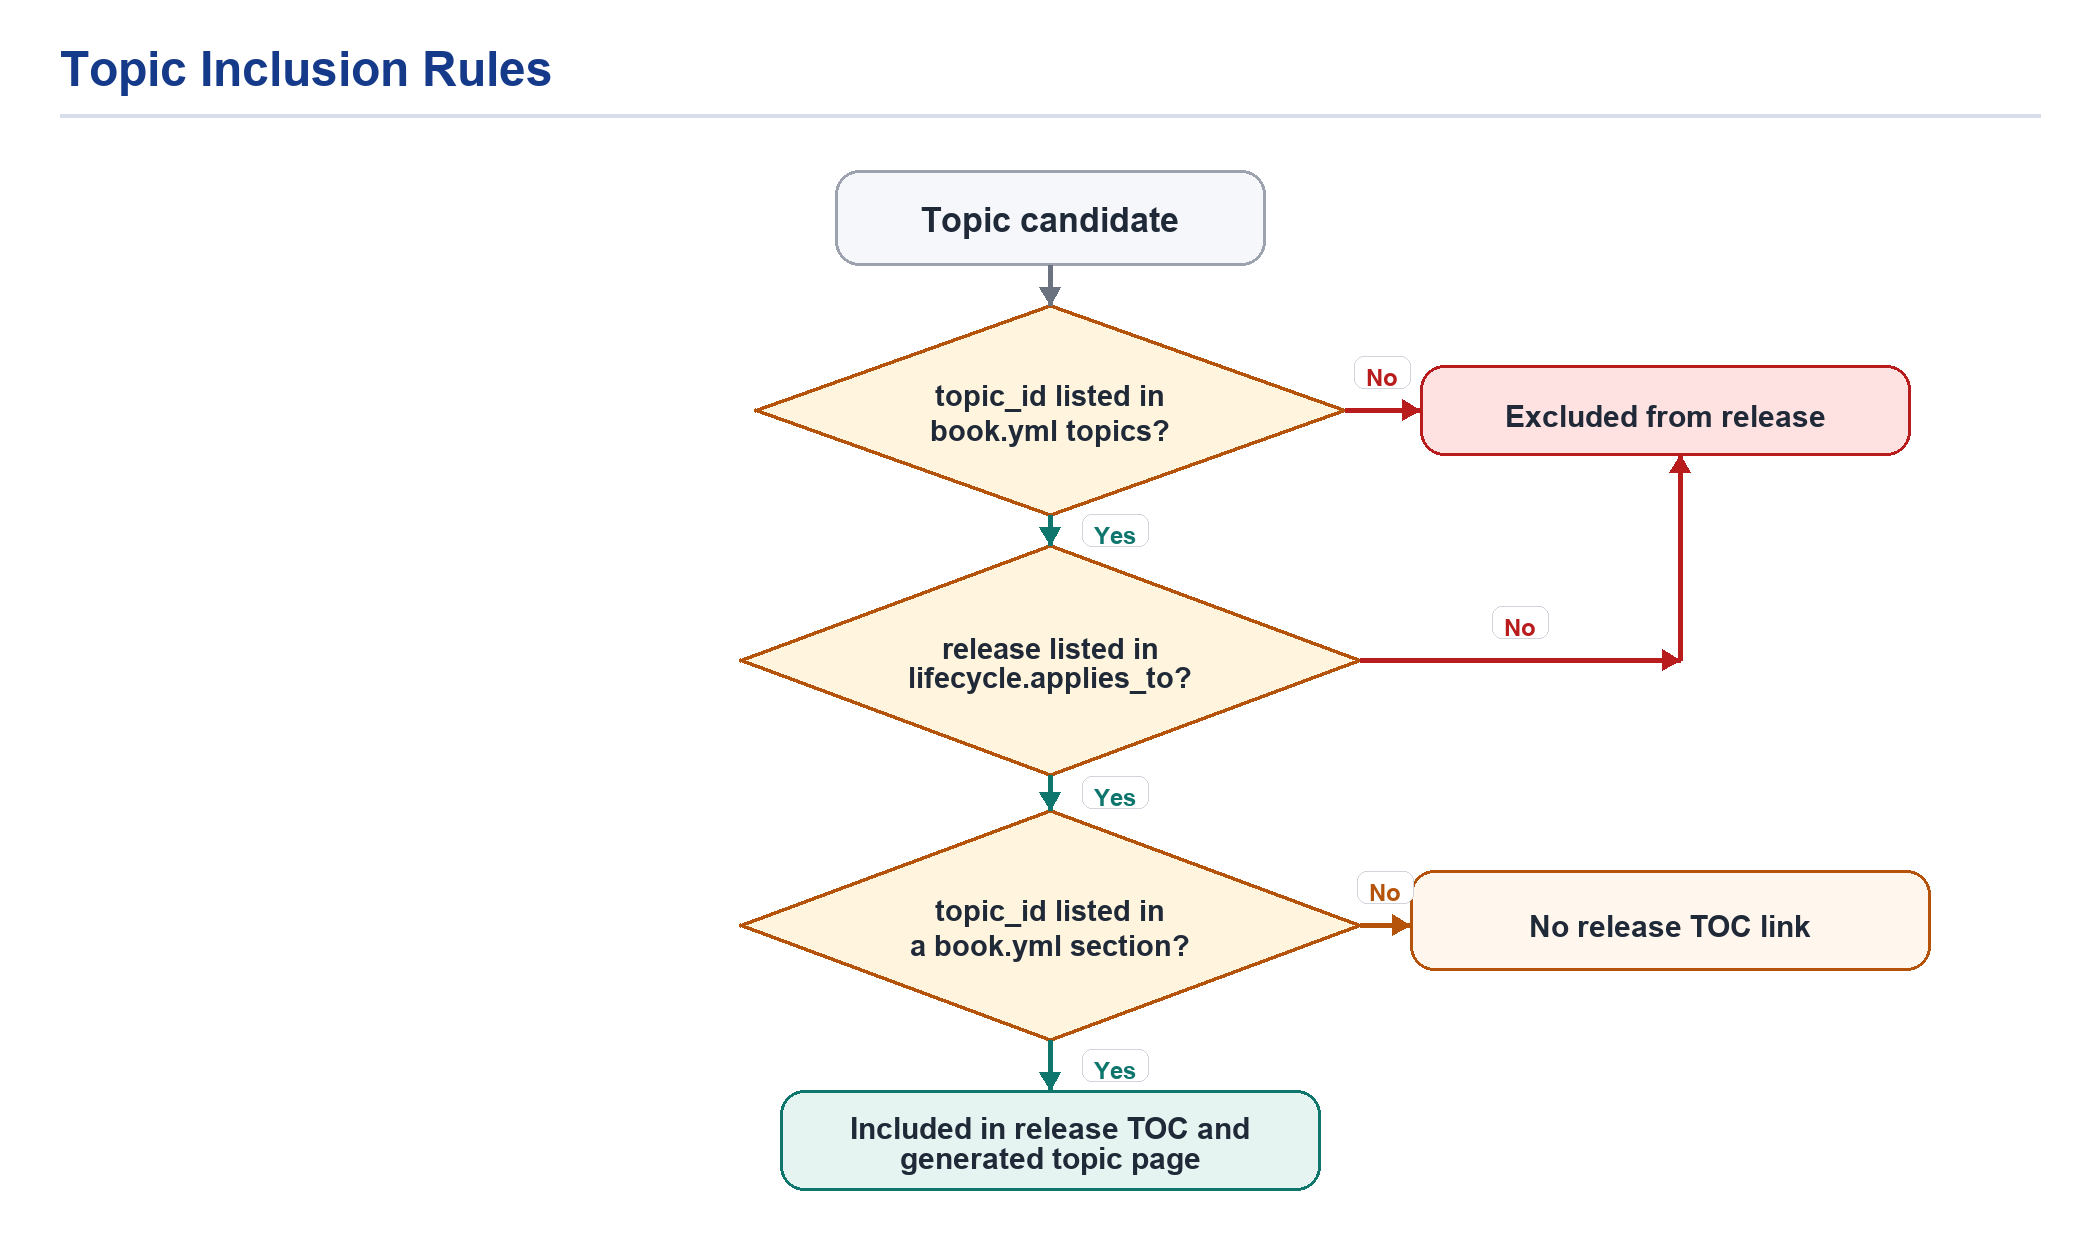 Topic Inclusion Rules
Topic candidate
topic_id listed in
book.yml topics?
No
Excluded from release
Yes
release listed in
lifecycle.applies_to?
No
Yes
topic_id listed in
a book.yml section?
No
No release TOC link
Yes
Included in release TOC and
generated topic page